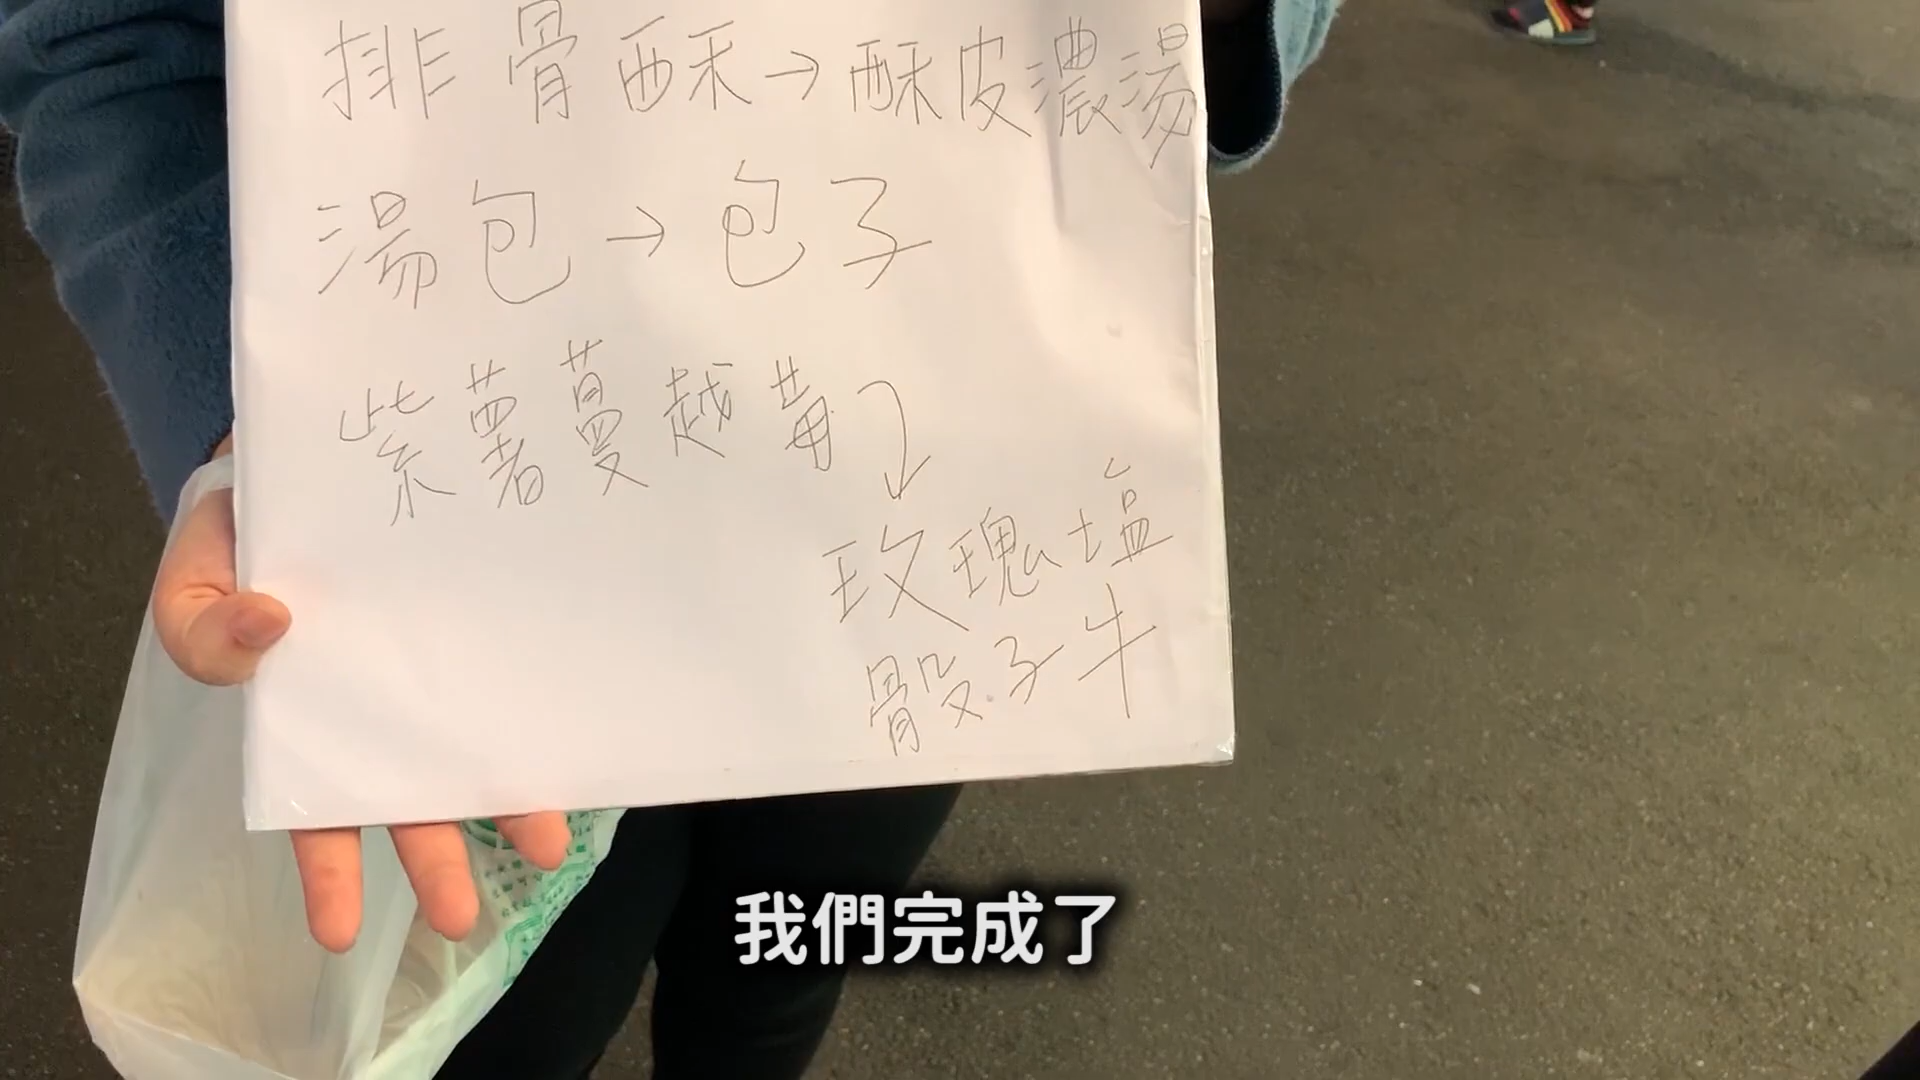 排骨酥→酥皮濃湯
湯包→包子
紫薯蔓越莓
玫瑰塩
骰子牛
我們完成了